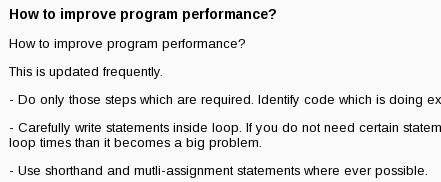 How to improve program performance?
How to improve program performance?
This is updated frequently.
- Do only those steps which are required. Identify code which is doing ex
- Carefully write statements inside loop. If you do not need certain statem
loop times than it becomes a big problem.
- Use shorthand and mutli-assignment statements where ever possible.